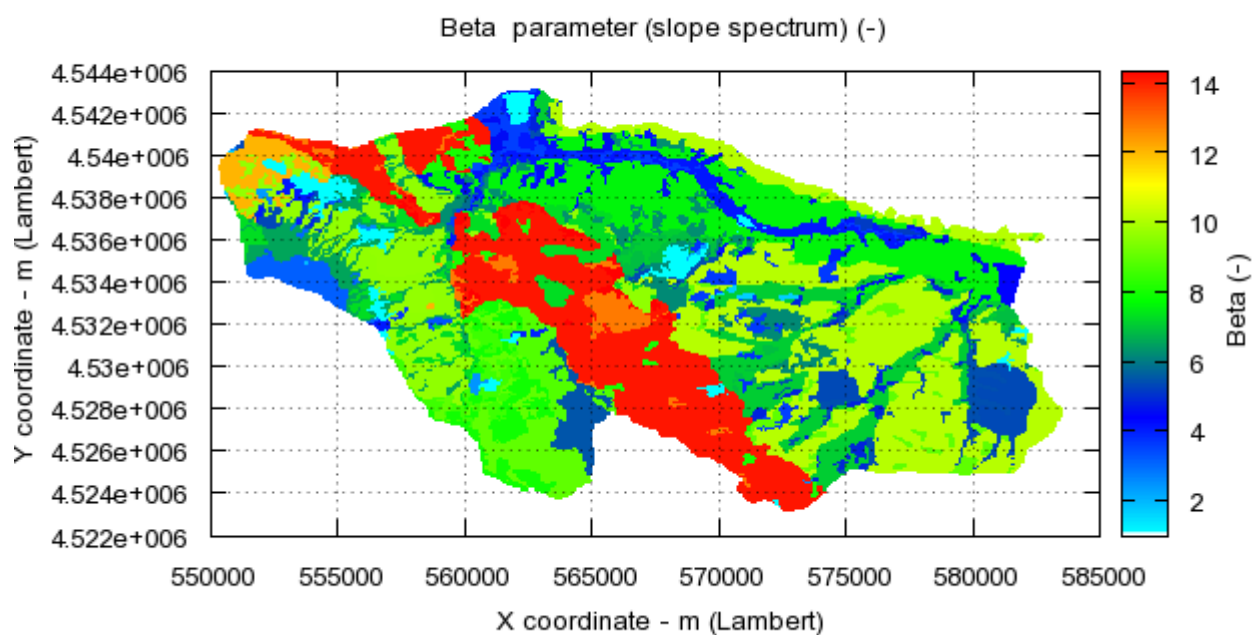 Beta parameter (slope spectrum) (-)
4.544e+006
4.542e+006
4.54e+006
4.538e+006
4.536e+006
4.534e+006
4.532e+006
4.53e+006
4.528e+006
4.526e+006
4.524e+006
4.522e+006
Y coordinate - m (Lambert)
550000 555000 560000 565000 570000 575000 580000 585000
X coordinate - m (Lambert)
14
12
10
8
6
4
2
Beta (-)